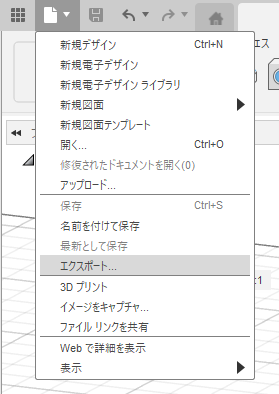 エス
新規デザイン Ctrl+N
新規電子デザイン
新規電子デザイン ライブラリ
新規図面
新規図面テンプレート
開く... Ctrl+O
修復されたドキュメントを開く(0)
アップロード...
保存 Ctrl+S
名前を付けて保存
最新として保存
エクスポート...
:1
3D プリント
イメージをキャプチャ...
ファイル リンクを共有
Web で詳細を表示
表示